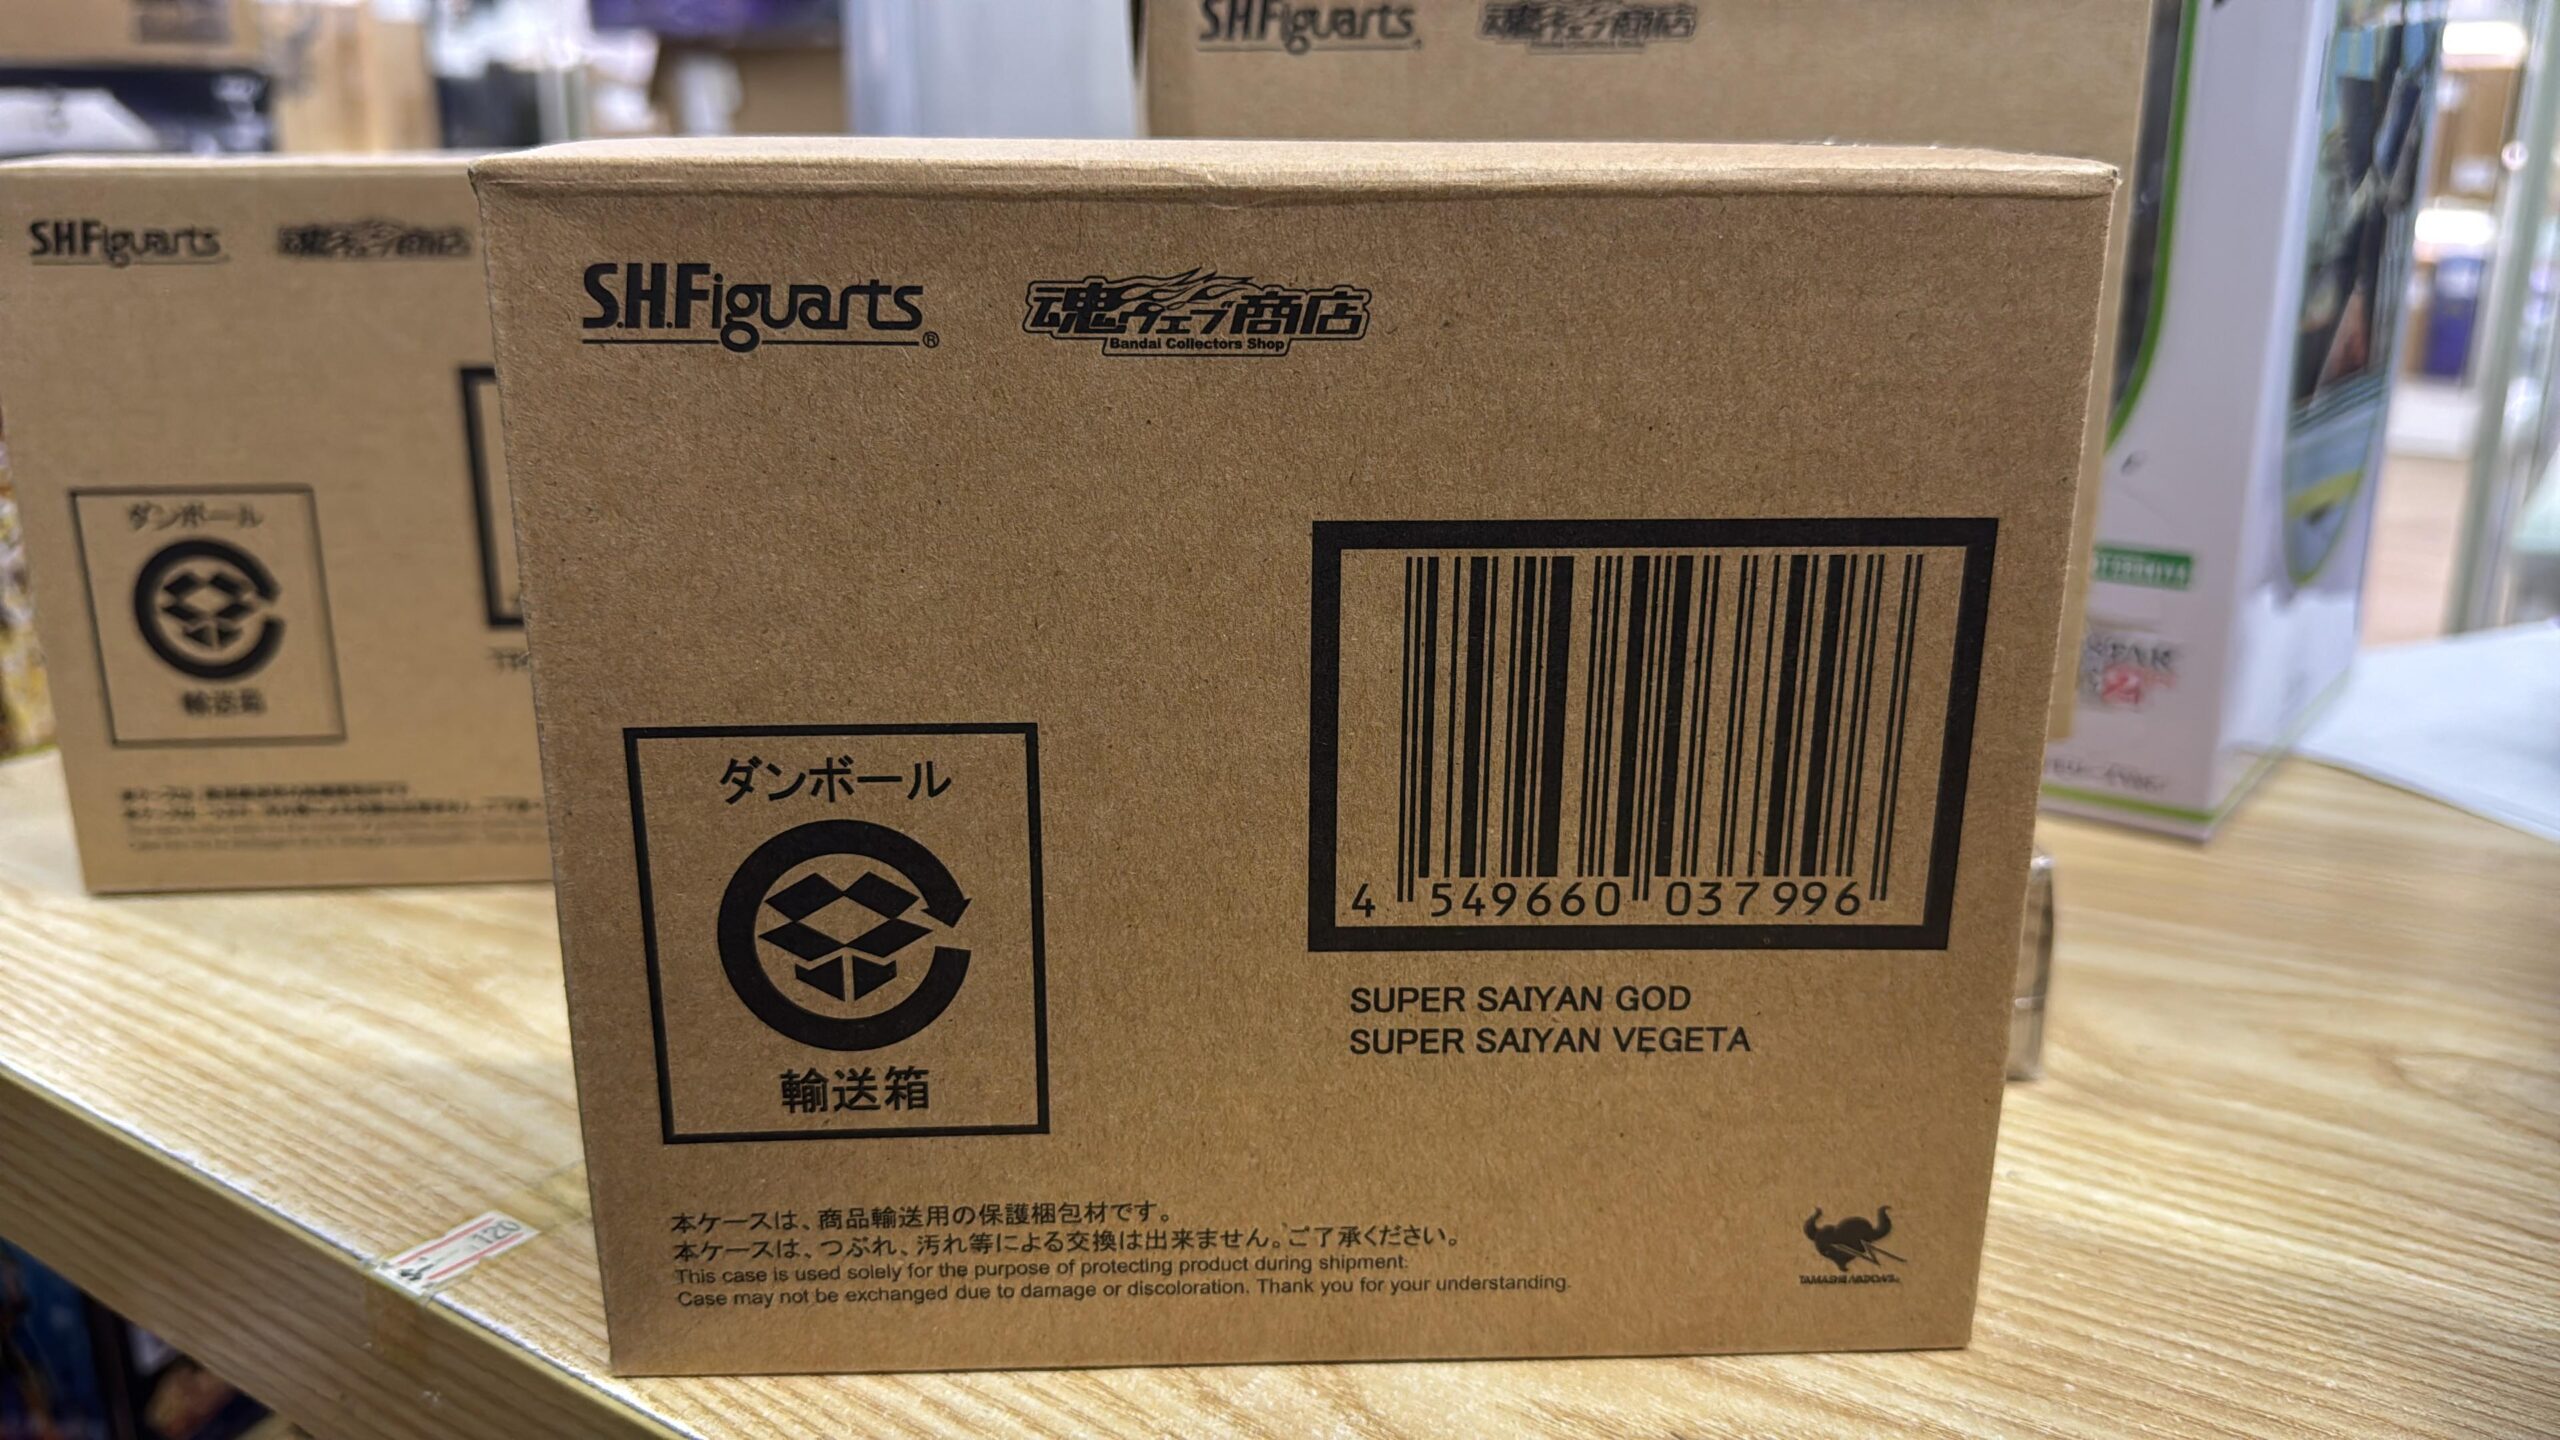 S.H.Figuarts
魂ウェブ商店
S.H.Figuarts
魂ウェブ商店
ダンボール
輸送箱
S.H.Figuarts®
魂ウェブ商店
Bandai Collectors Shop
4 549660 037996
SUPER SAIYAN GOD
SUPER SAIYAN VEGETA
ダンボール
輸送箱
本ケースは、商品輸送用の保護梱包材です。
本ケースは、つぶれ、汚れ等による交換は出来ません。ご了承ください。
This case is used solely for the purpose of protecting product during shipment.
Case may not be exchanged due to damage or discoloration. Thank you for your understanding.
TAMASHII NATIONS
120